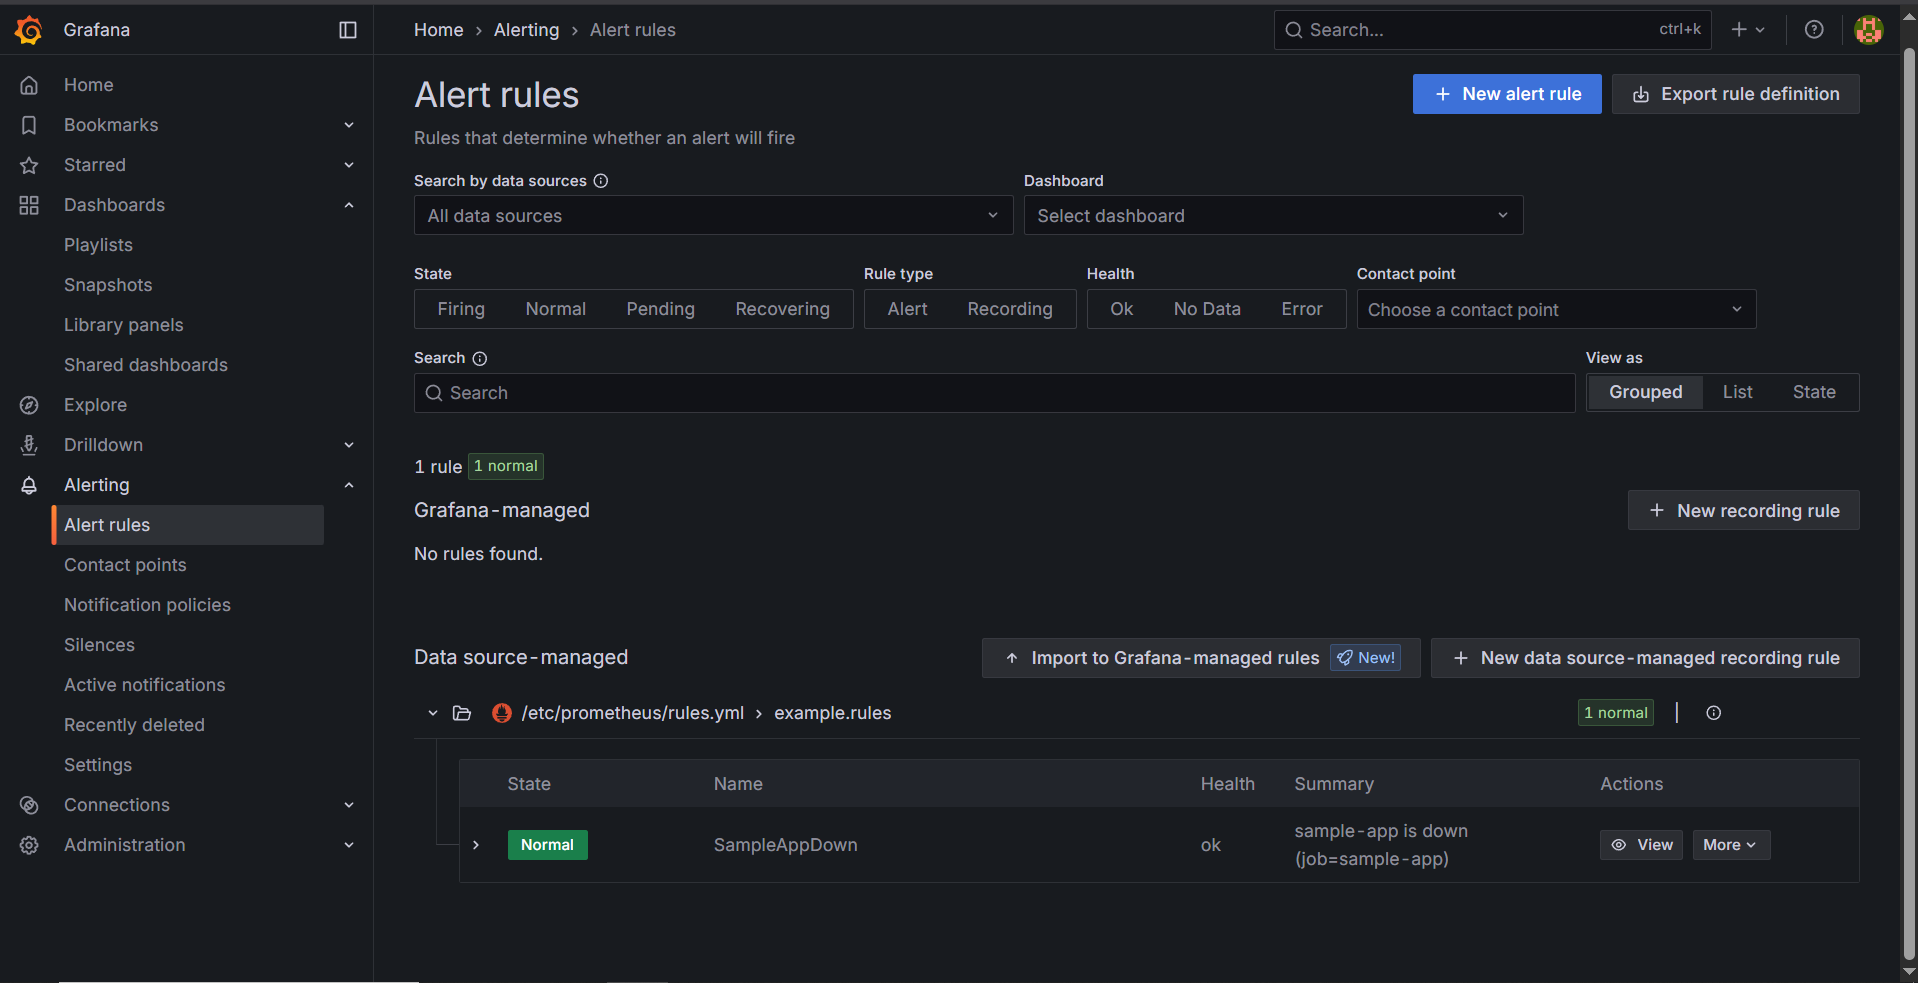 Grafana
Home › Alerting › Alert rules
Search... ctrl+k
Home
Bookmarks
Starred
Dashboards
Playlists
Snapshots
Library panels
Shared dashboards
Explore
Drilldown
Alerting
Alert rules
Contact points
Notification policies
Silences
Active notifications
Recently deleted
Settings
Connections
Administration
Alert rules
New alert rule
Export rule definition
Rules that determine whether an alert will fire
Search by data sources
All data sources
Dashboard
Select dashboard
State
Firing Normal Pending Recovering
Rule type
Alert Recording
Health
Ok No Data Error
Contact point
Choose a contact point
Search
Search
View as
Grouped List State
1 rule 1 normal
Grafana-managed
New recording rule
No rules found.
Data source-managed
Import to Grafana-managed rules New!
New data source-managed recording rule
/etc/prometheus/rules.yml › example.rules
1 normal
State Name Health Summary Actions
Normal SampleAppDown ok
sample-app is down
(job=sample-app)
View More